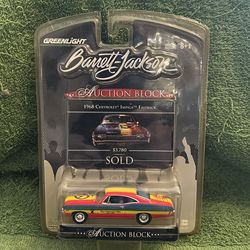 GREENLIGHT
Barrett-Jackson
AUCTION BLOCK
1968 CHEVROLET IMPALA FASTBACK
$3,780
SOLD
AUCTION BLOCK